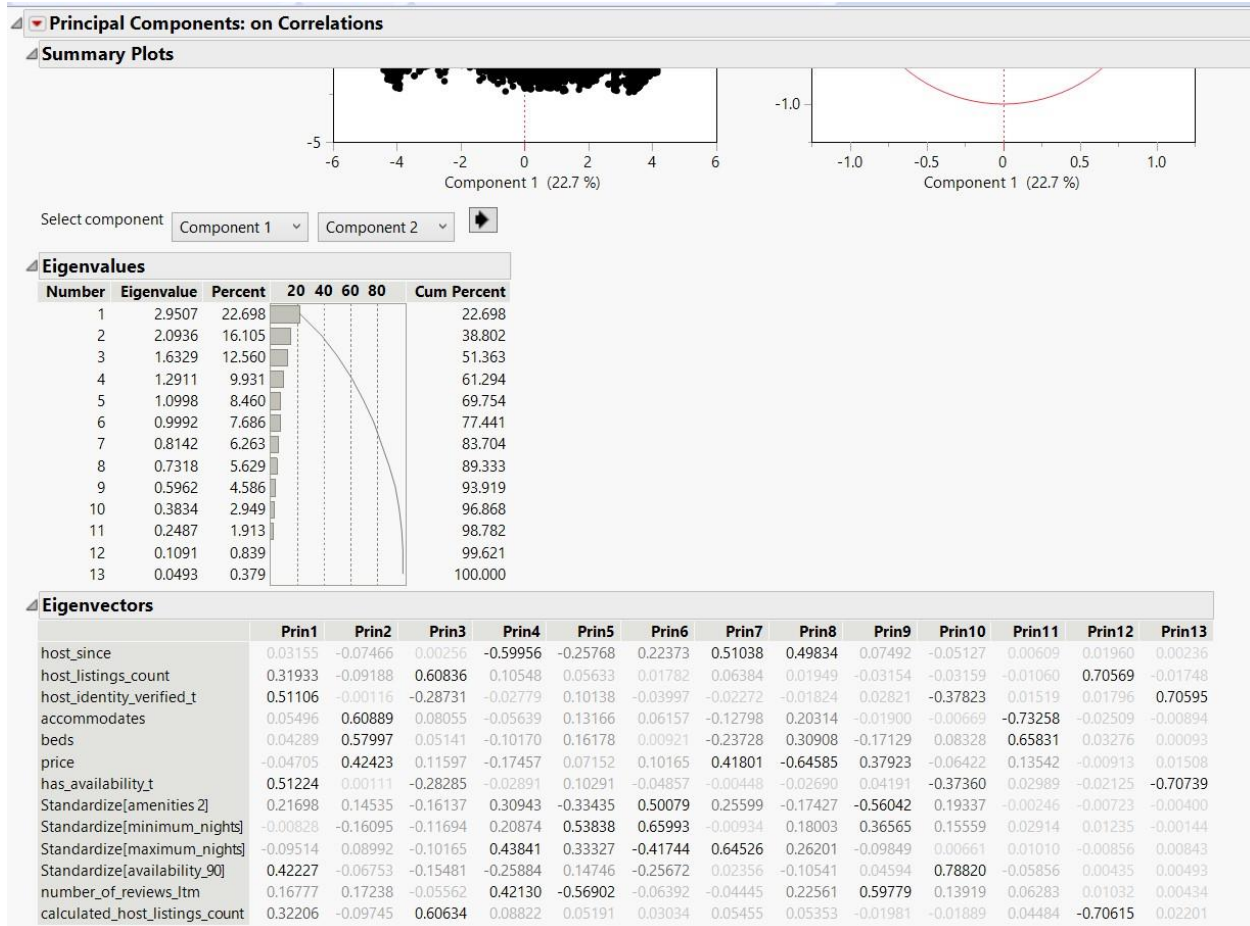 Principal Components: on Correlations
Summary Plots
-5
-6 -4 -2 0 2 4 6
Component 1 (22.7 %)
-1.0
-1.0 -0.5 0 0.5 1.0
Component 1 (22.7 %)
Select component Component 1 Component 2
Eigenvalues
Number Eigenvalue Percent 20 40 60 80 Cum Percent
1 2.9507 22.698 22.698
2 2.0936 16.105 38.802
3 1.6329 12.560 51.363
4 1.2911 9.931 61.294
5 1.0998 8.460 69.754
6 0.9992 7.686 77.441
7 0.8142 6.263 83.704
8 0.7318 5.629 89.333
9 0.5962 4.586 93.919
10 0.3834 2.949 96.868
11 0.2487 1.913 98.782
12 0.1091 0.839 99.621
13 0.0493 0.379 100.000
Eigenvectors
Prin1 Prin2 Prin3 Prin4 Prin5 Prin6 Prin7 Prin8 Prin9 Prin10 Prin11 Prin12 Prin13
host_since 0.03155 -0.07466 0.00256 -0.59956 -0.25768 0.22373 0.51038 0.49834 0.07492 -0.05127 0.00609 0.01960 0.00236
host_listings_count 0.31933 -0.09188 0.60836 0.10548 0.05633 0.01782 0.06384 0.01949 -0.03154 -0.03159 -0.01060 0.70569 -0.01748
host_identity_verified_t 0.51106 -0.00116 -0.28731 -0.02779 0.10138 -0.03997 -0.02272 -0.01824 0.02821 -0.37823 0.01519 0.01796 0.70595
accommodates 0.05496 0.60889 0.08055 -0.05639 0.13166 0.06157 -0.12798 0.20314 -0.01900 -0.00669 -0.73258 -0.02509 -0.00894
beds 0.04289 0.57997 0.05141 -0.10170 0.16178 0.00921 -0.23728 0.30908 -0.17129 0.08328 0.65831 0.03276 0.00093
price -0.04705 0.42423 0.11597 -0.17457 0.07152 0.10165 0.41801 -0.64585 0.37923 -0.06422 0.13542 -0.00913 0.01508
has_availability_t 0.51224 0.00111 -0.28285 -0.02891 0.10291 -0.04857 -0.00448 -0.02690 0.04191 -0.37360 0.02989 -0.02125 -0.70739
Standardize[amenities 2] 0.21698 0.14535 -0.16137 0.30943 -0.33435 0.50079 0.25599 -0.17427 -0.56042 0.19337 -0.00246 -0.00723 -0.00400
Standardize[minimum_nights] -0.00828 -0.16095 -0.11694 0.20874 0.53838 0.65993 -0.00934 0.18003 0.36565 0.15559 0.02914 0.01235 -0.00144
Standardize[maximum_nights] -0.09514 0.08992 -0.10165 0.43841 0.33327 -0.41744 0.64526 0.26201 -0.09849 0.00661 0.01010 -0.00856 0.00843
Standardize[availability_90] 0.42227 -0.06753 -0.15481 -0.25884 0.14746 -0.25672 0.02356 -0.10541 0.04594 0.78820 -0.05856 0.00435 0.00493
number_of_reviews_ltm 0.16777 0.17238 -0.05562 0.42130 -0.56902 -0.06392 -0.04445 0.22561 0.59779 0.13919 0.06283 0.01032 0.00434
calculated_host_listings_count 0.32206 -0.09745 0.60634 0.08822 0.05191 0.03034 0.05455 0.05353 -0.01981 -0.01889 0.04484 -0.70615 0.02201